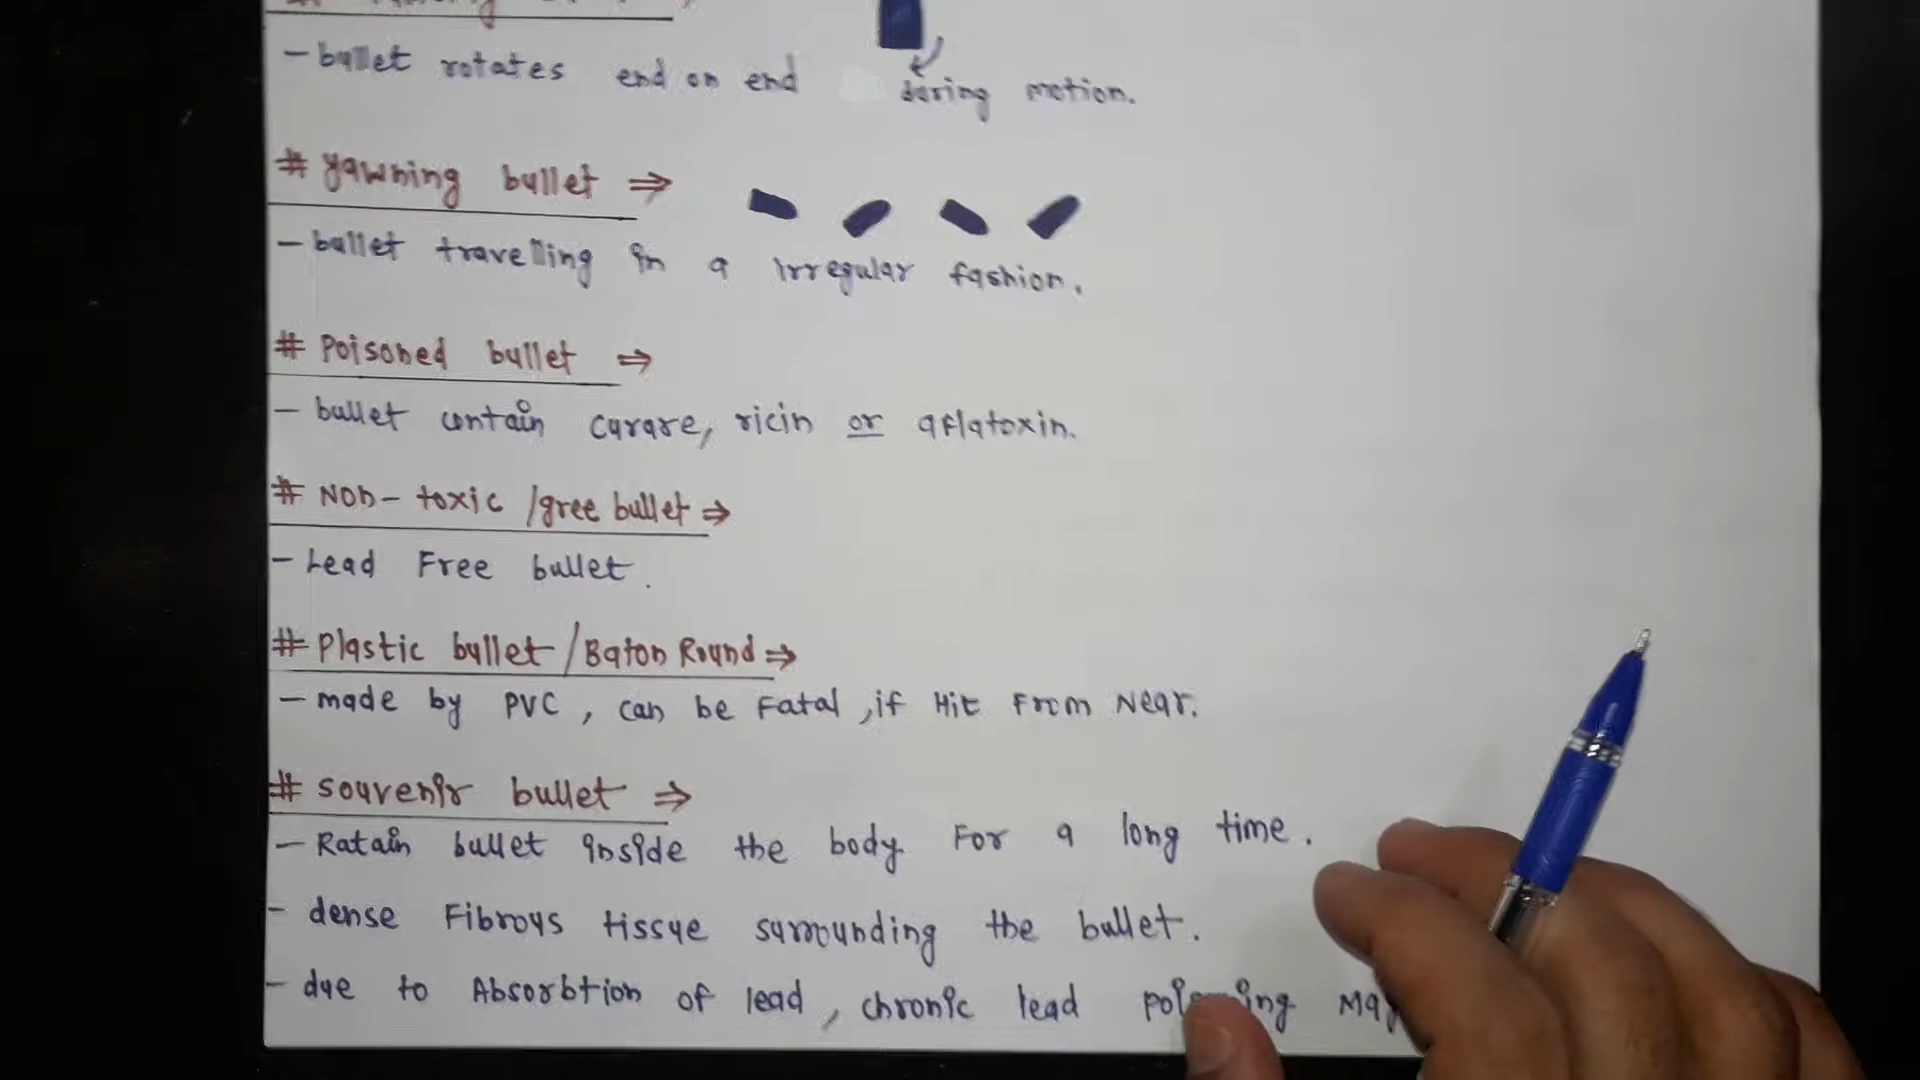 - bullet rotates end on end during motion.
# Yawning bullet ⇒
- bullet travelling in a irregular fashion.
# Poisoned bullet ⇒
- bullet contain curare, ricin or aflatoxin.
# Non-toxic /gree bullet ⇒
- Lead Free bullet.
# Plastic bullet / Baton Round ⇒
- made by PVC, can be Fatal, if Hit From Near.
# Souvenir bullet ⇒
- Ratain bullet inside the body For a long time.
- dense Fibrous tissue surrounding the bullet.
- due to Absorbtion of lead, chronic lead poisoning